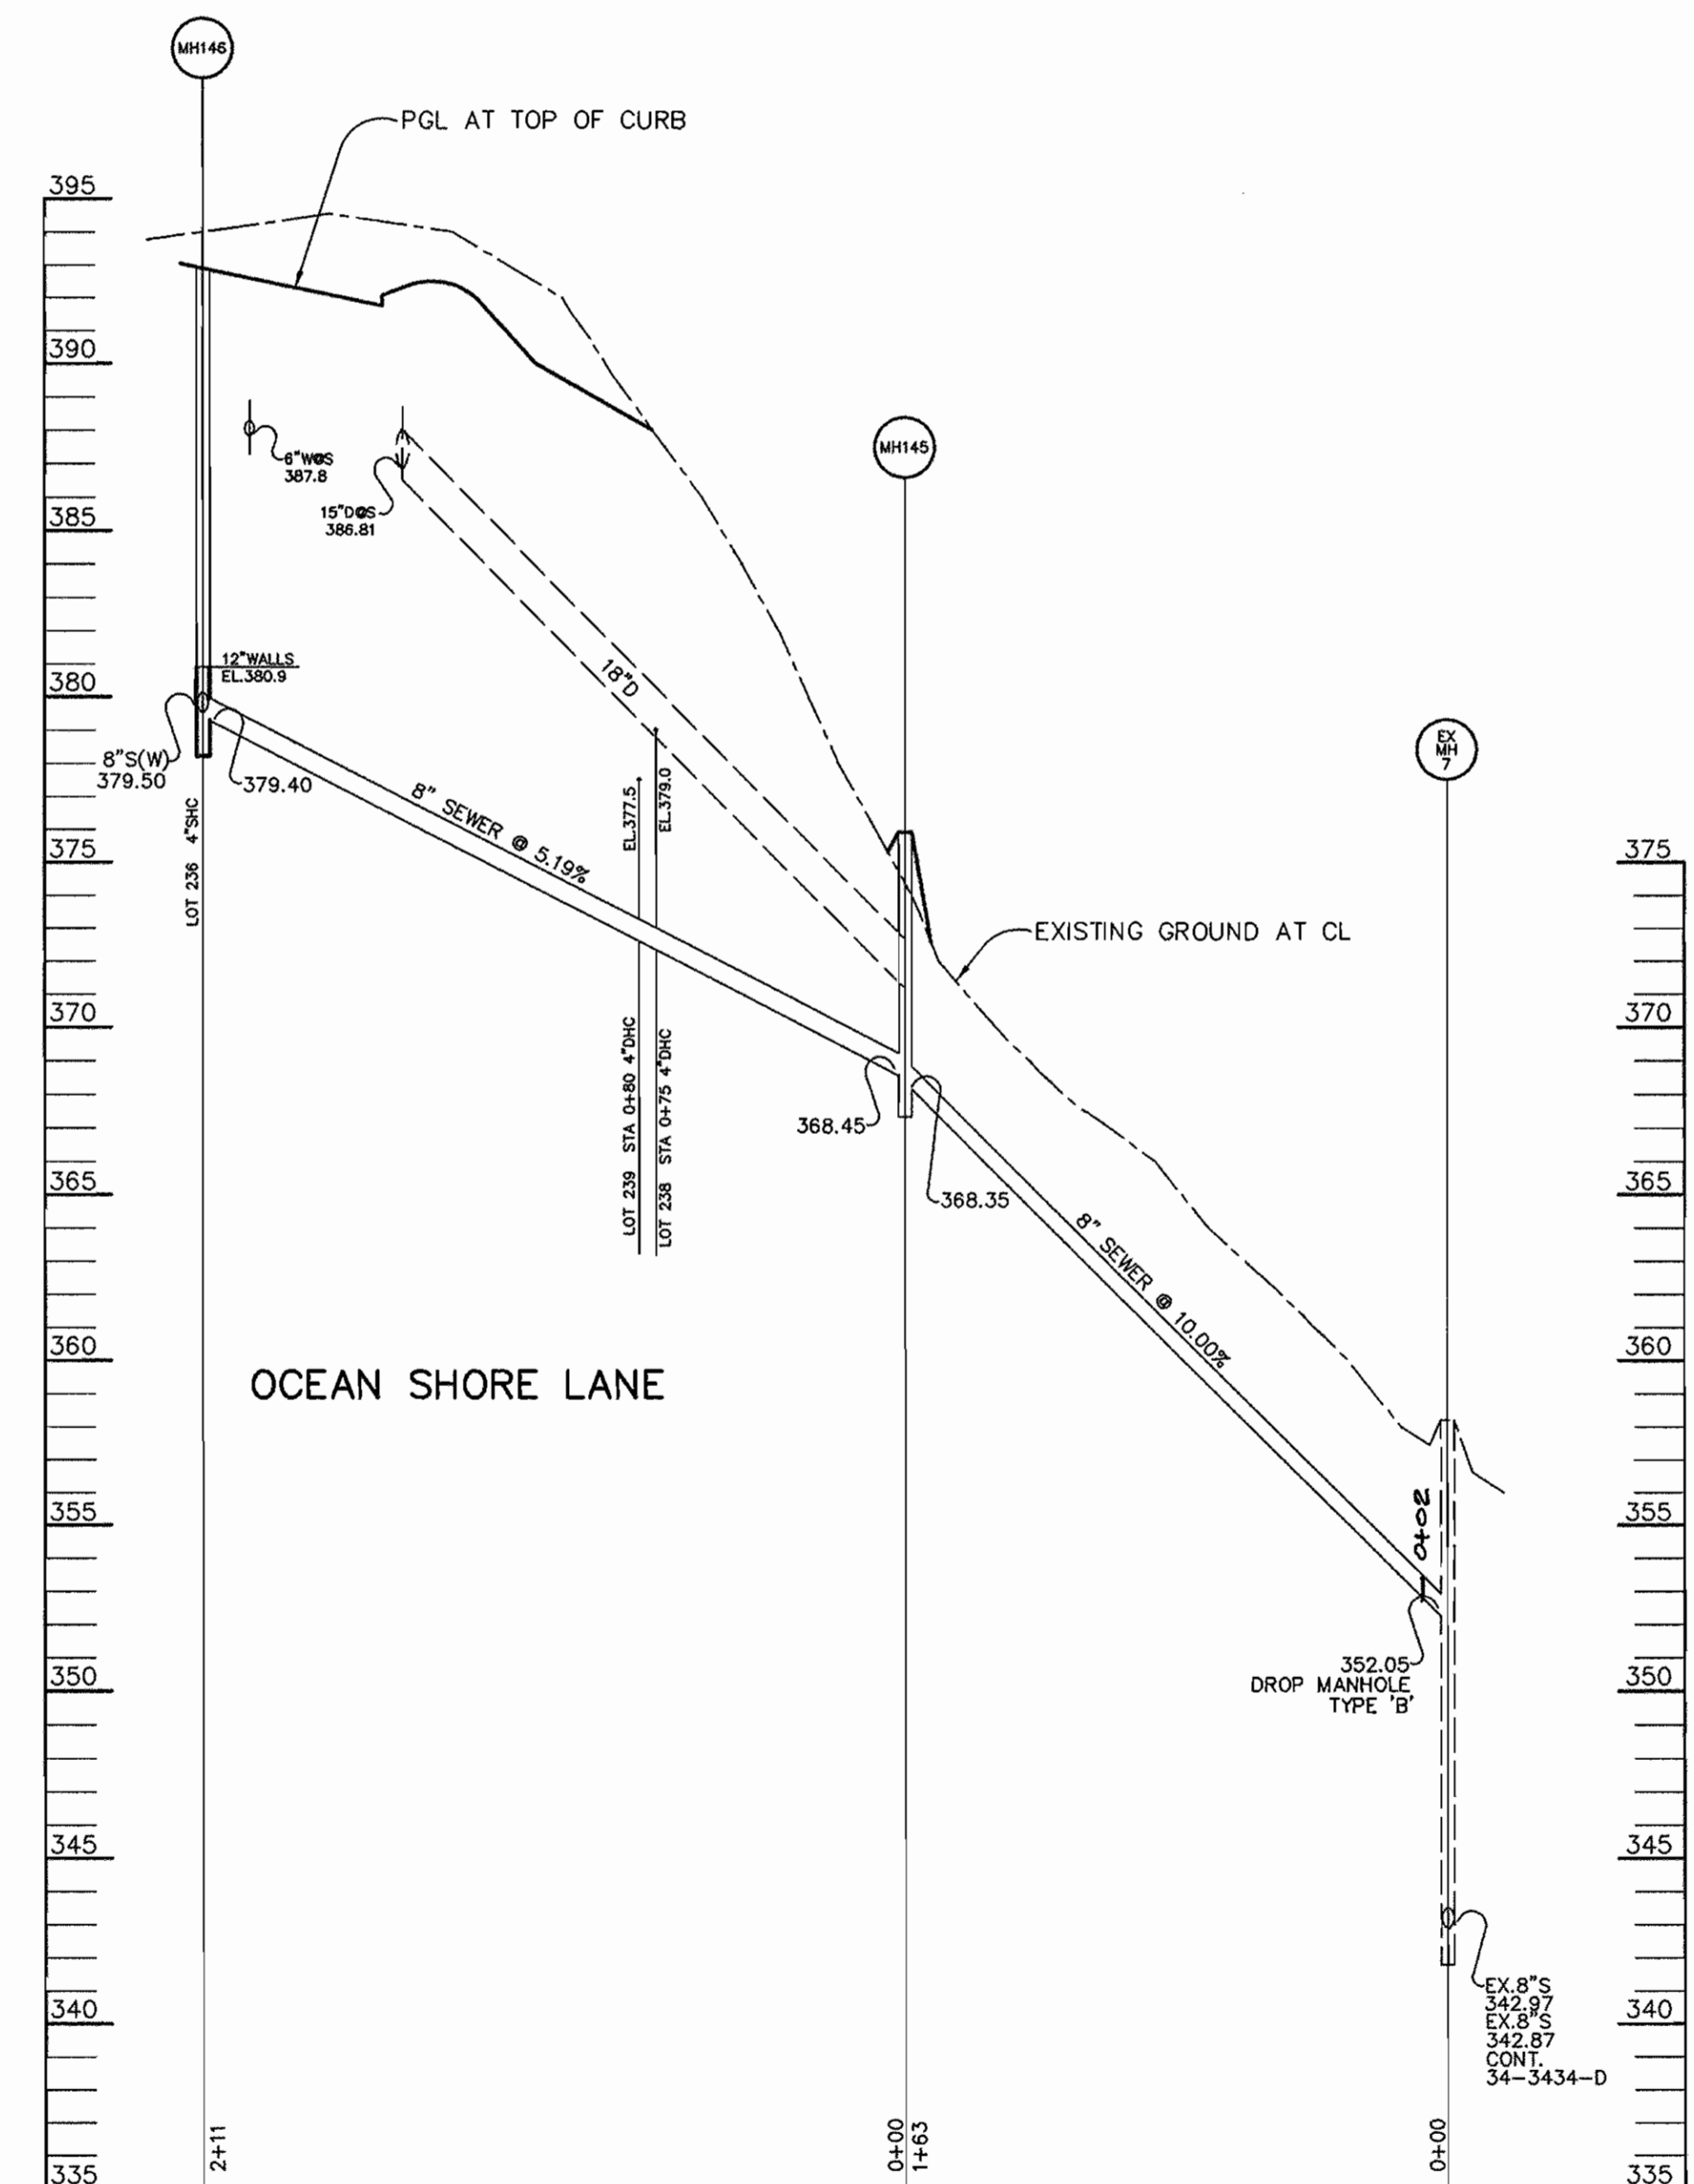 MH146
PGL AT TOP OF CURB
395
390
6"W@S
387.8
MH145
15"D@S
386.81
385
18"D
12"WALLS
EL.380.9
380
EX
MH
7
8"S(W)
379.50
379.40
8" SEWER @ 5.19%
EL.377.5
EL.379.0
LOT 236 4"SHC
375
375
EXISTING GROUND AT CL
370
370
LOT 239 STA 0+80 4"DHC
LOT 238 STA 0+75 4"DHC
368.45
368.35
365
365
8" SEWER @ 10.00%
360
360
OCEAN SHORE LANE
355
0+02
355
352.05
DROP MANHOLE
TYPE 'B'
350
350
345
345
EX.8"S
342.97
EX.8"S
342.87
CONT.
34-3434-D
340
340
2+11
0+00
1+63
0+00
335
335